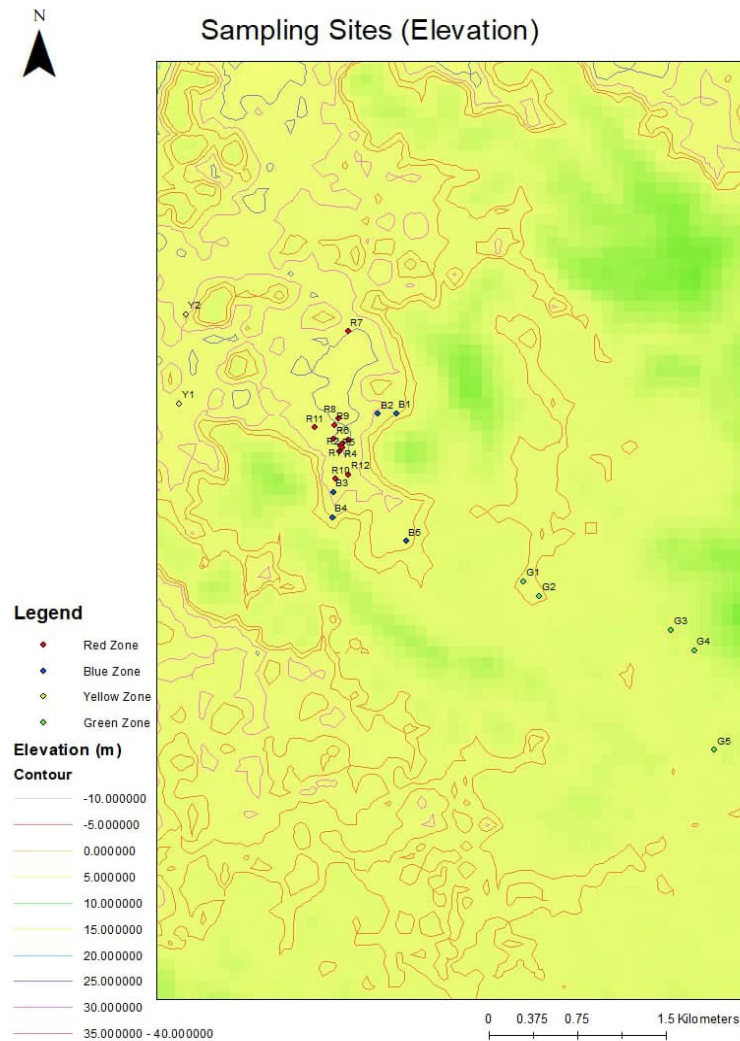 N
Sampling Sites (Elevation)
Y2
R7
Y1
R8
R9
B2
B1
R11
R6
R5
R1
R4
R10
R12
B3
B4
B5
G1
G2
G3
G4
G5
Legend
Red Zone
Blue Zone
Yellow Zone
Green Zone
Elevation (m)
Contour
-10.000000
-5.000000
0.000000
5.000000
10.000000
15.000000
20.000000
25.000000
30.000000
35.000000 - 40.000000
0 0.375 0.75 1.5 Kilometers